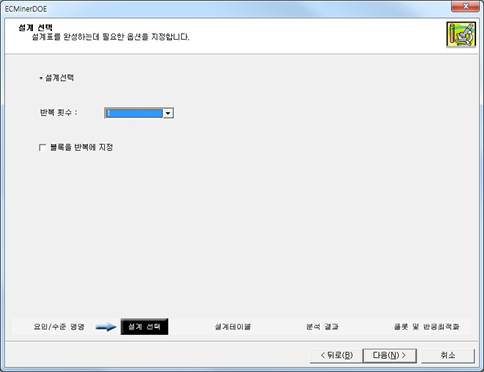 ECMinerDOE
설계 선택
설계표를 완성하는데 필요한 옵션을 지정합니다.
• 설계선택
반복 횟수 : 1
블록을 반복에 지정
요인/수준 명명 설계 선택 설계테이블 분석 결과 플롯 및 반응최적화
< 뒤로(B) 다음(N) > 취소